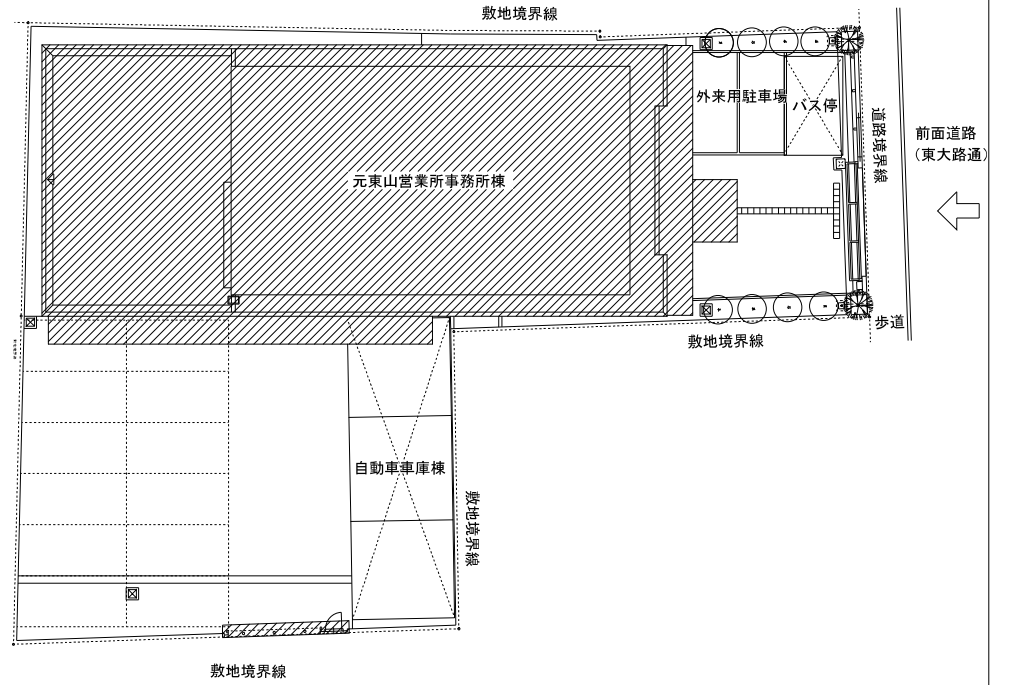 敷地境界線
外来用駐車場
バス停
道路境界線
前面道路
(東大路通)
元東山営業所事務所棟
歩道
敷地境界線
自動車車庫棟
敷地境界線
敷地境界線